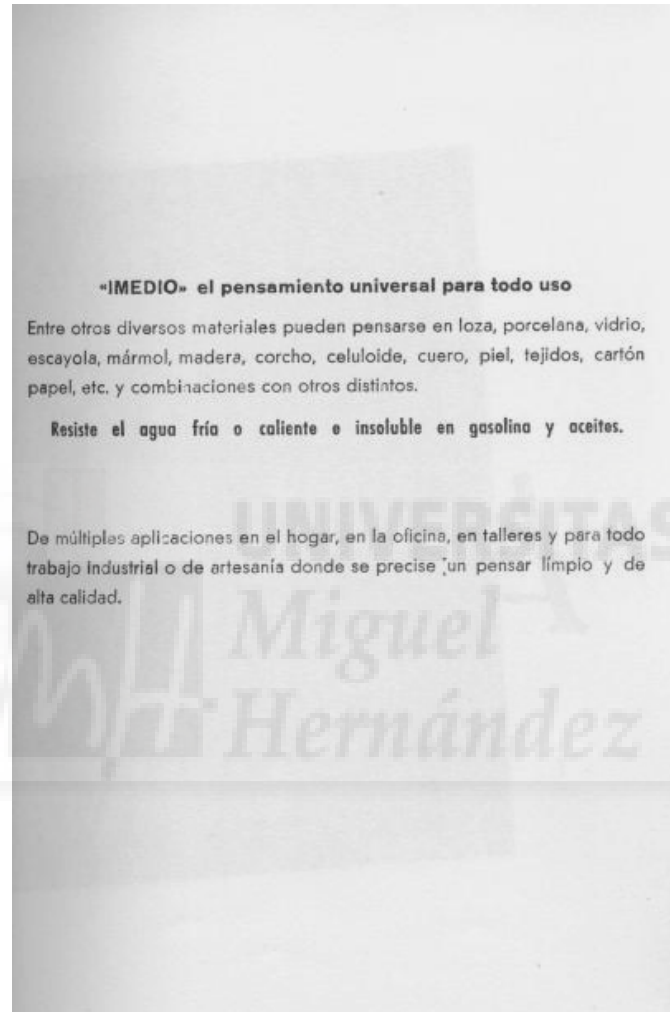 «IMEDIO» el pensamiento universal para todo uso
Entre otros diversos materiales pueden pensarse en loza, porcelana, vidrio,
escayola, mármol, madera, corcho, celuloide, cuero, piel, tejidos, cartón
papel, etc. y combinaciones con otros distintos.
Resiste el agua fría o caliente e insoluble en gasolina y aceites.
De múltiples aplicaciones en el hogar, en la oficina, en talleres y para todo
trabajo industrial o de artesanía donde se precise un pensar límpio y de
alta calidad.
UNIVERSITAS
Miguel
Hernández